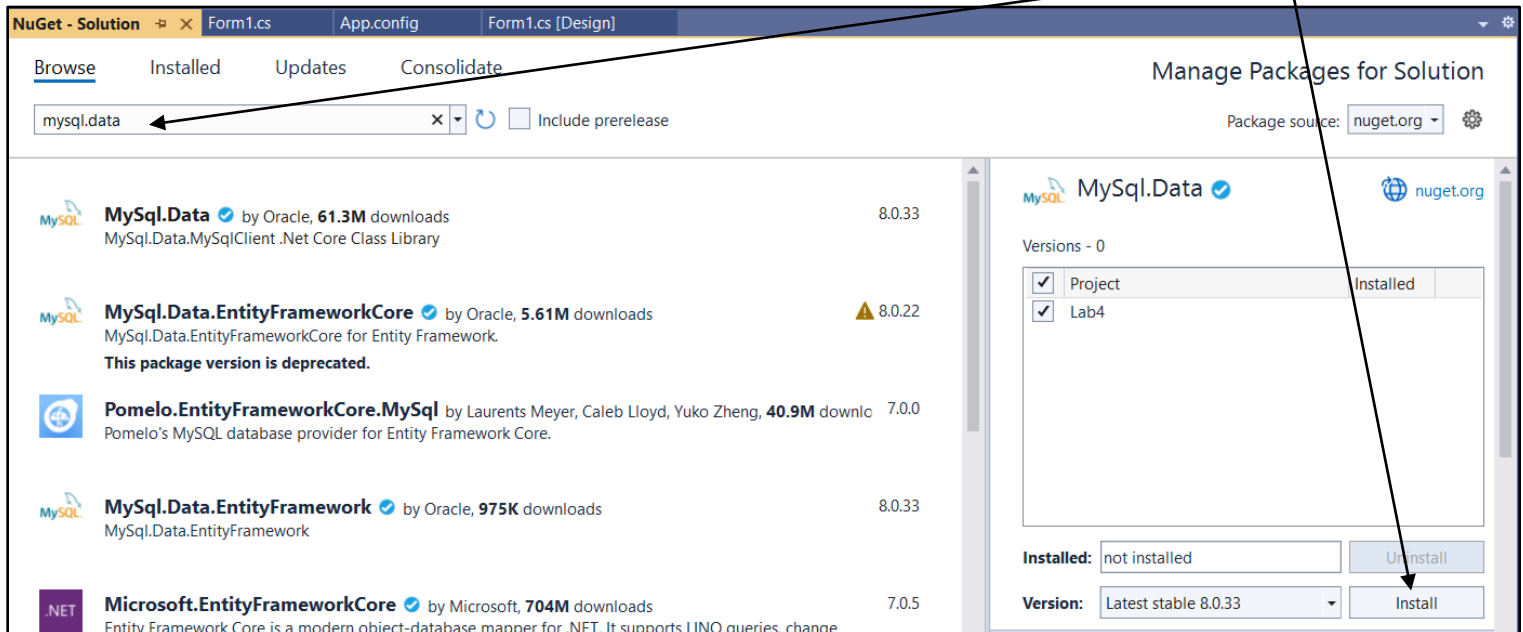 NuGet - Solution
Form1.cs
App.config
Form1.cs [Design]
Browse
Installed
Updates
Consolidate
Manage Packages for Solution
mysql.data
Include prerelease
Package source:
nuget.org
MySQL
MySql.Data by Oracle, 61.3M downloads
8.0.33
MySql.Data.MySqlClient .Net Core Class Library
MySQL
MySql.Data.EntityFrameworkCore by Oracle, 5.61M downloads
8.0.22
MySql.Data.EntityFrameworkCore for Entity Framework.
This package version is deprecated.
Pomelo.EntityFrameworkCore.MySql by Laurents Meyer, Caleb Lloyd, Yuko Zheng, 40.9M downlo
7.0.0
Pomelo's MySQL database provider for Entity Framework Core.
MySQL
MySql.Data.EntityFramework by Oracle, 975K downloads
8.0.33
MySql.Data.EntityFramework
.NET
Microsoft.EntityFrameworkCore by Microsoft, 704M downloads
7.0.5
Entity Framework Core is a modern object-database mapper for .NET. It supports LINQ queries, change
MySQL
MySql.Data
nuget.org
Versions - 0
Project
Installed
Lab4
Installed:
not installed
Uninstall
Version:
Latest stable 8.0.33
Install